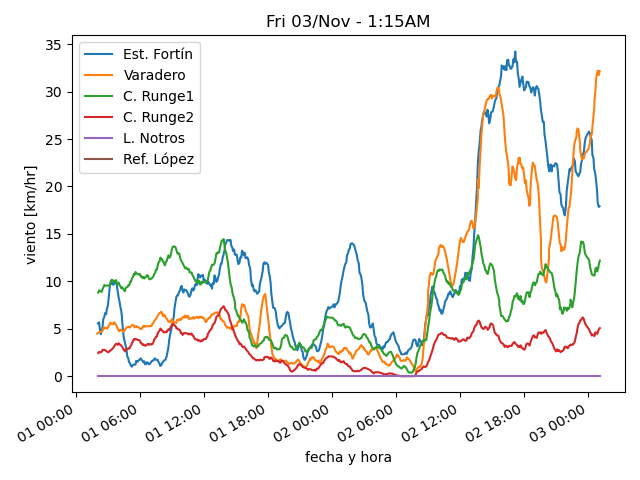 Fri 03/Nov - 1:15AM
35
30
25
20
15
10
5
0
viento [km/hr]
Est. Fortín
Varadero
C. Runge1
C. Runge2
L. Notros
Ref. López
01 00:00
01 06:00
01 12:00
01 18:00
02 00:00
02 06:00
02 12:00
02 18:00
03 00:00
fecha y hora